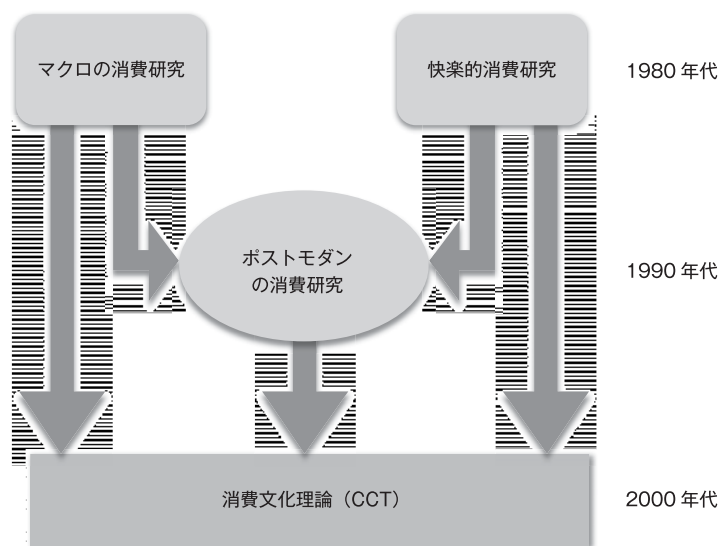 マクロの消費研究
快楽的消費研究
1980 年代
ポストモダン
の消費研究
1990 年代
消費文化理論（CCT）
2000 年代